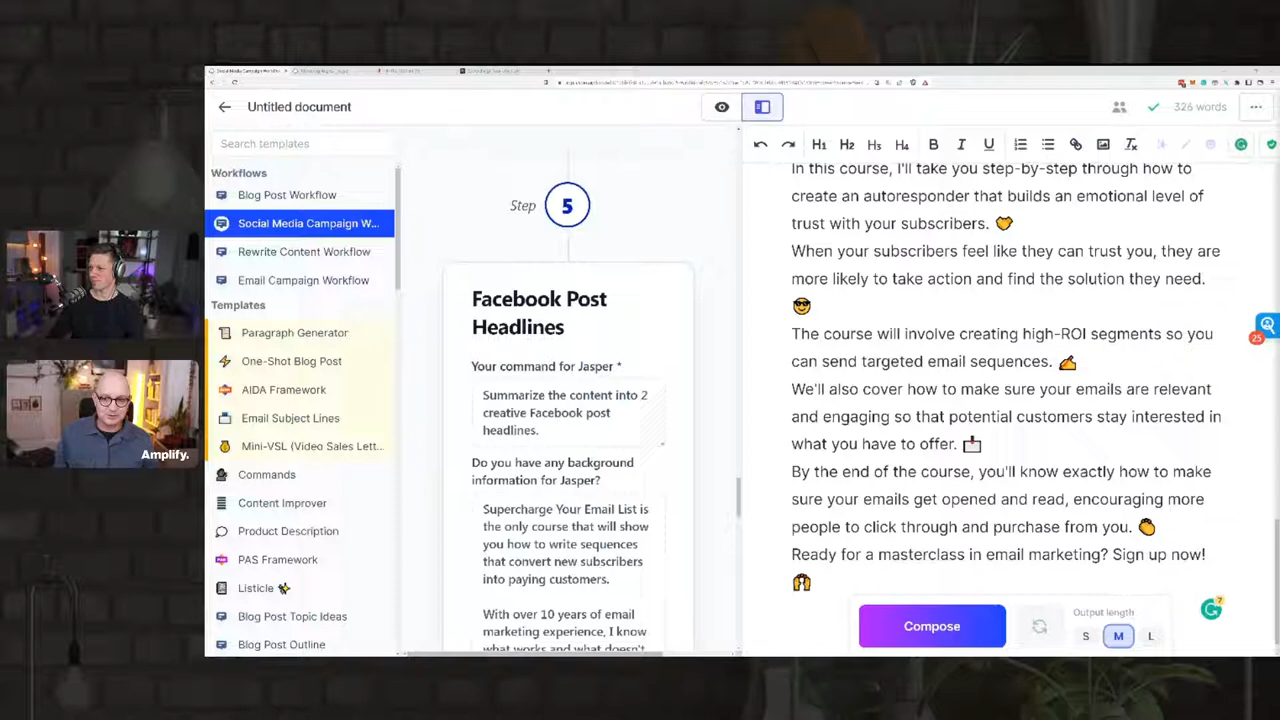 Untitled document
326 words
Search templates
Workflows
Blog Post Workflow
Social Media Campaign W...
Rewrite Content Workflow
Email Campaign Workflow
Templates
Paragraph Generator
One-Shot Blog Post
AIDA Framework
Email Subject Lines
Mini-VSL (Video Sales Lett...
Commands
Content Improver
Product Description
PAS Framework
Listicle
Blog Post Topic Ideas
Blog Post Outline
Step 5
Facebook Post
Headlines
Your command for Jasper *
Summarize the content into 2
creative Facebook post
headlines.
Do you have any background
information for Jasper?
Supercharge Your Email List is
the only course that will show
you how to write sequences
that convert new subscribers
into paying customers.
With over 10 years of email
marketing experience, I know
what works and what doesn't
H1 H2 H3 H4 B I U
In this course, I'll take you step-by-step through how to
create an autoresponder that builds an emotional level of
trust with your subscribers. 🤝
When your subscribers feel like they can trust you, they are
more likely to take action and find the solution they need.
😎
The course will involve creating high-ROI segments so you
can send targeted email sequences. ✍
We'll also cover how to make sure your emails are relevant
and engaging so that potential customers stay interested in
what you have to offer. 📩
By the end of the course, you'll know exactly how to make
sure your emails get opened and read, encouraging more
people to click through and purchase from you. 👏
Ready for a masterclass in email marketing? Sign up now!
🙌
Compose
Output length
S M L
25
7
Amplify.